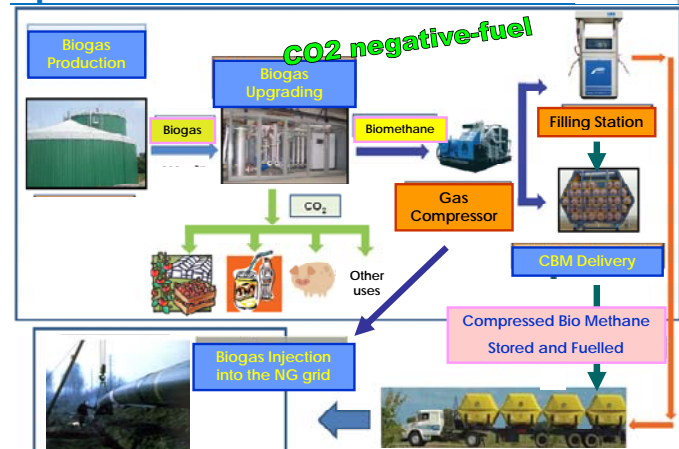 CO2 negative-fuel
Biogas
Production
Biogas
Upgrading
Biogas
Biomethane
Filling Station
CO2
Gas
Compressor
Other
uses
CBM Delivery
Compressed Bio Methane
Stored and Fuelled
Biogas Injection
into the NG grid